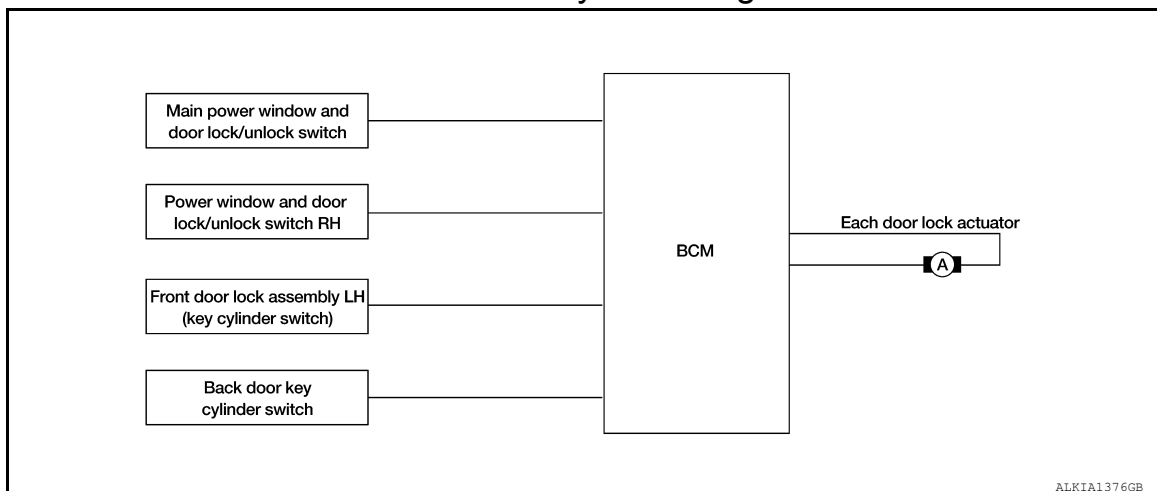 Main power window and
door lock/unlock switch
Power window and door
lock/unlock switch RH
Front door lock assembly LH
(key cylinder switch)
Back door key
cylinder switch
BCM
Each door lock actuator
A
ALKIA1376GB